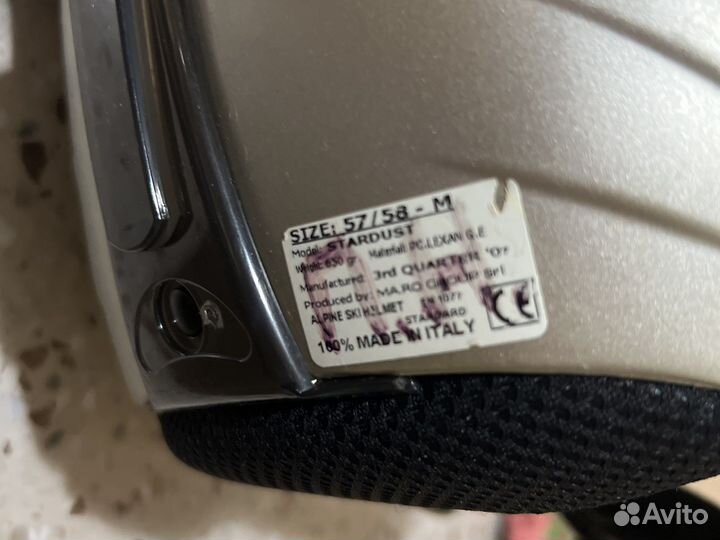 SIZE: 57/58 - M
Model: STARDUST
Weight: 650 gr Material: PC-LEXAN G.E
Manufactured: 3rd QUARTER '07
Produced by: MARO GROUP Srl
ALPINE SKI HELMET EN 1077
STANDARD
100% MADE IN ITALY
CE
Avito